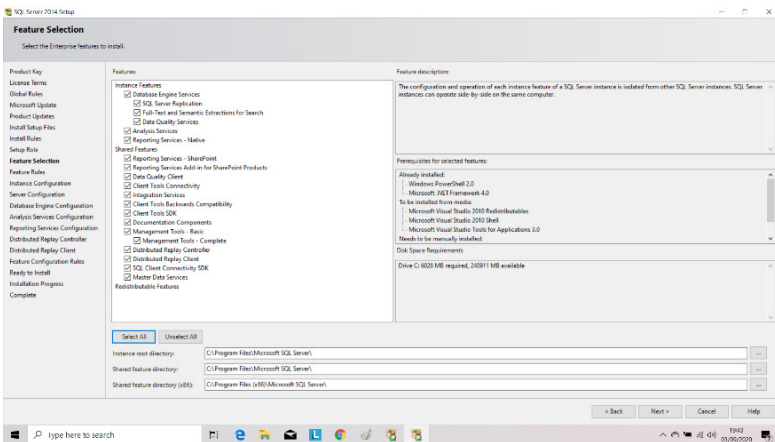 SQL Server 2014 Setup
Feature Selection
Select the Enterprise features to install.
Product Key
License Terms
Global Rules
Microsoft Update
Product Updates
Install Setup Files
Install Rules
Setup Role
Feature Selection
Feature Rules
Instance Configuration
Server Configuration
Database Engine Configuration
Analysis Services Configuration
Reporting Services Configuration
Distributed Replay Controller
Distributed Replay Client
Feature Configuration Rules
Ready to Install
Installation Progress
Complete
Features:
Instance Features
Database Engine Services
SQL Server Replication
Full-Text and Semantic Extractions for Search
Data Quality Services
Analysis Services
Reporting Services - Native
Shared Features
Reporting Services - SharePoint
Reporting Services Add-in for SharePoint Products
Data Quality Client
Client Tools Connectivity
Integration Services
Client Tools Backwards Compatibility
Client Tools SDK
Documentation Components
Management Tools - Basic
Management Tools - Complete
Distributed Replay Controller
Distributed Replay Client
SQL Client Connectivity SDK
Master Data Services
Redistributable Features
Feature description:
The configuration and operation of each instance feature of a SQL Server instance is isolated from other SQL Server instances. SQL Server
instances can operate side-by-side on the same computer.
Prerequisites for selected features:
Already installed:
Windows PowerShell 2.0
Microsoft .NET Framework 4.0
To be installed from media:
Microsoft Visual Studio 2010 Redistributables
Microsoft Visual Studio 2010 Shell
Microsoft Visual Studio Tools for Applications 3.0
Needs to be manually installed:
Disk Space Requirements
Drive C: 6028 MB required, 240911 MB available
Select All Unselect All
Instance root directory: C:\Program Files\Microsoft SQL Server\ ...
Shared feature directory: C:\Program Files\Microsoft SQL Server\ ...
Shared feature directory (x86): C:\Program Files (x86)\Microsoft SQL Server\ ...
< Back Next > Cancel Help
Type here to search
19:43
03/09/2020